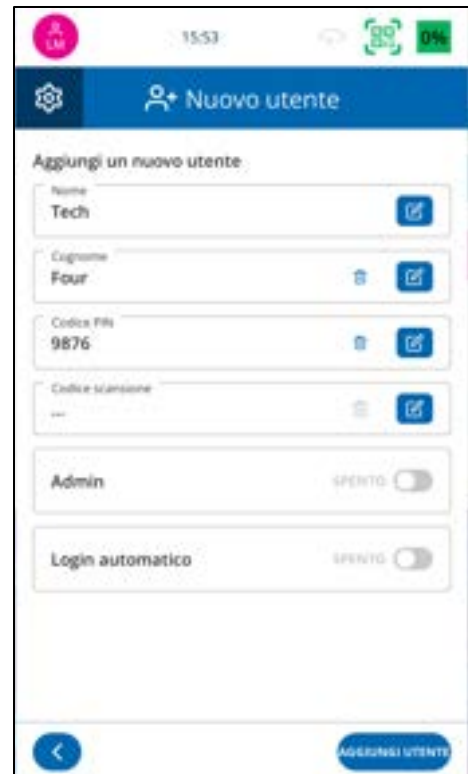 LM
15:53
0%
Nuovo utente
Aggiungi un nuovo utente
Nome
Tech
Cognome
Four
Codice PIN
9876
Codice scansione
...
Admin
SPENTO
Login automatico
SPENTO
AGGIUNGI UTENTE